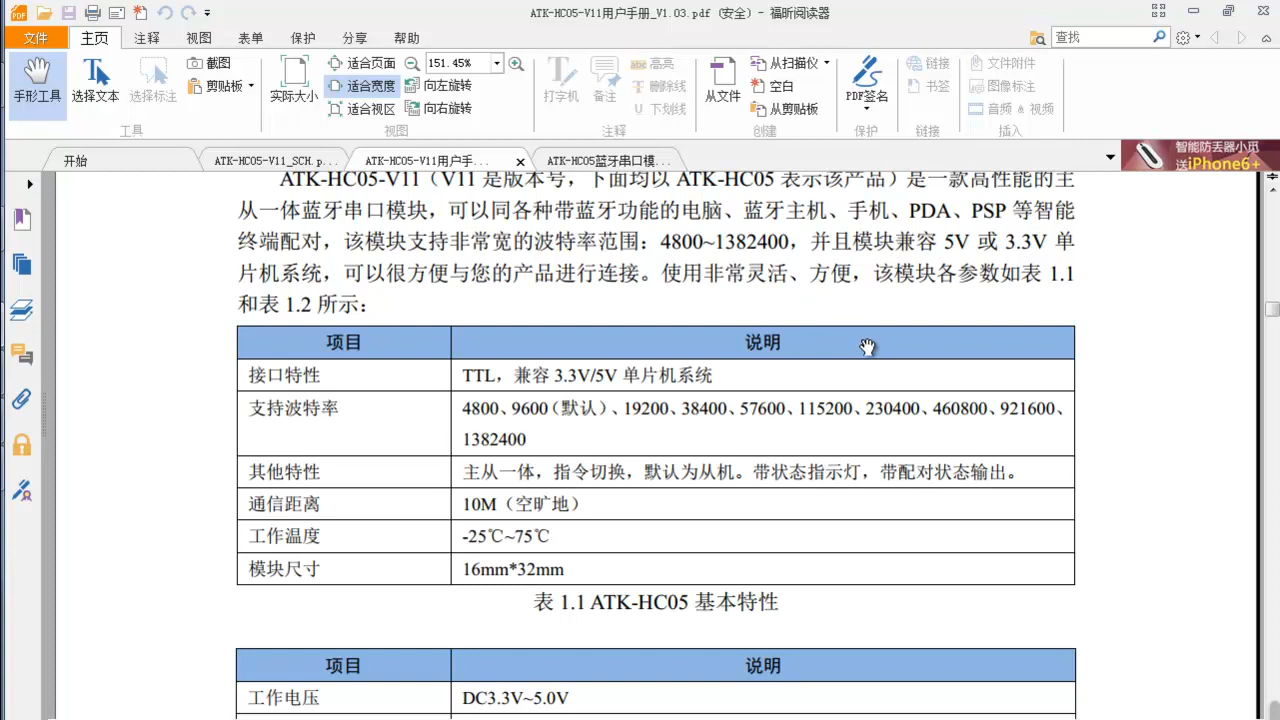 ATK-HC05-V11用户手册_V1.03.pdf (安全) - 福昕阅读器
文件 主页 注释 视图 表单 保护 分享 帮助 查找
手形工具 选择文本 选择标注 截图 剪贴板 工具
实际大小 适合页面 适合宽度 适合视区 151.45% 向左旋转 向右旋转 视图
打字机 备注 高亮 删除线 下划线 注释
从文件 从扫描仪 空白 从剪贴板 创建
PDF签名 保护
链接 书签 链接
文件附件 图像标注 音频 & 视频 插入
开始 ATK-HC05-V11_SCH.p... ATK-HC05-V11用户手... ATK-HC05蓝牙串口模...
智能防丢器小玑
送iPhone6+
ATK-HC05-V11（V11 是版本号，下面均以 ATK-HC05 表示该产品）是一款高性能的主
从一体蓝牙串口模块，可以同各种带蓝牙功能的电脑、蓝牙主机、手机、PDA、PSP 等智能
终端配对，该模块支持非常宽的波特率范围：4800~1382400，并且模块兼容 5V 或 3.3V 单
片机系统，可以很方便与您的产品进行连接。使用非常灵活、方便，该模块各参数如表 1.1
和表 1.2 所示：
项目 说明
接口特性 TTL，兼容 3.3V/5V 单片机系统
支持波特率 4800、9600（默认）、19200、38400、57600、115200、230400、460800、921600、
1382400
其他特性 主从一体，指令切换，默认为从机。带状态指示灯，带配对状态输出。
通信距离 10M（空旷地）
工作温度 -25℃~75℃
模块尺寸 16mm*32mm
表 1.1 ATK-HC05 基本特性
项目 说明
工作电压 DC3.3V~5.0V